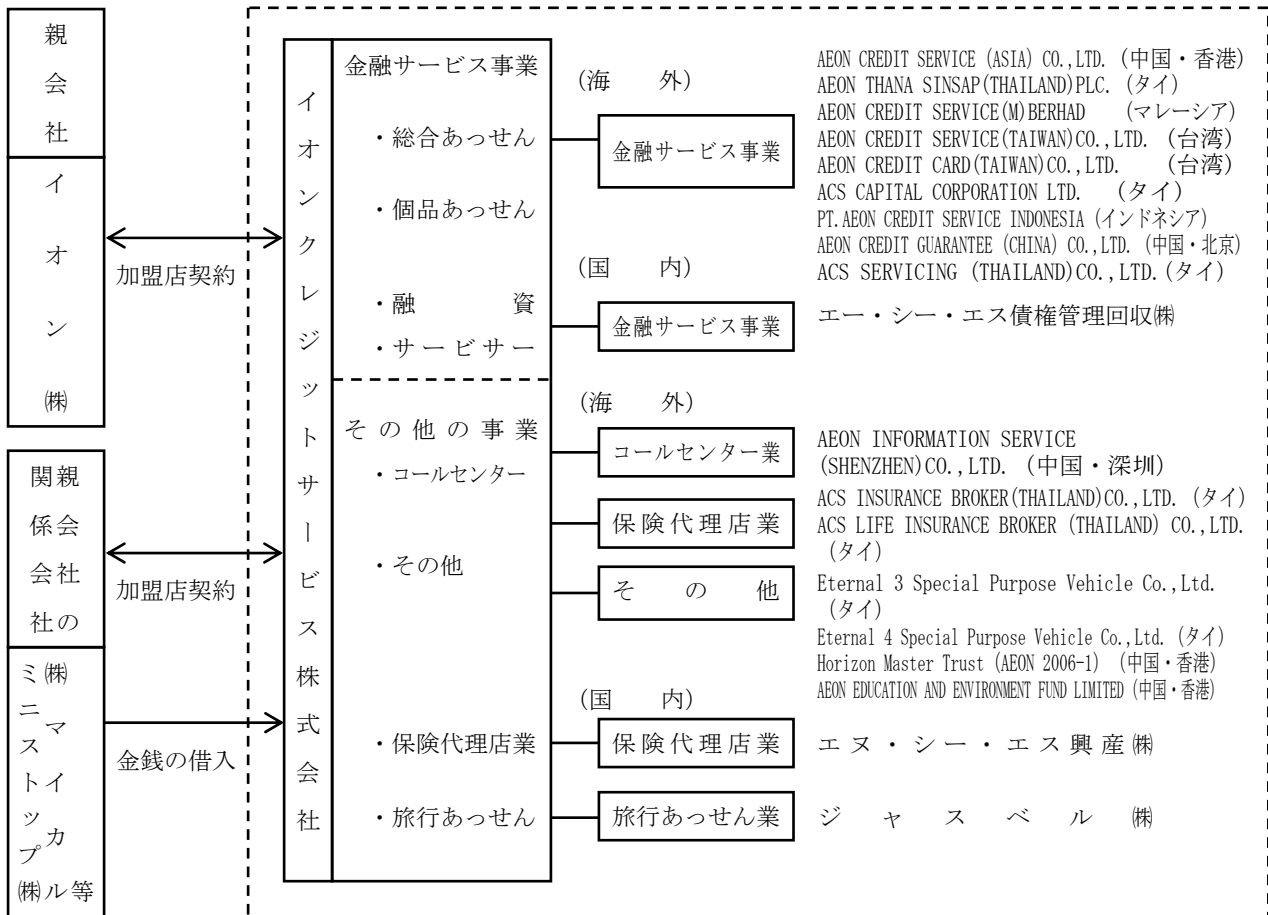 親会社
イオン㈱
加盟店契約
親会社の
関係会社
加盟店契約
㈱マイカル等
ミニストップ㈱
金銭の借入
イオンクレジットサービス株式会社
金融サービス事業
・総合あっせん
・個品あっせん
・融資
・サービサー
その他の事業
・コールセンター
・その他
・保険代理店業
・旅行あっせん
(海 外)
金融サービス事業
AEON CREDIT SERVICE (ASIA) CO.,LTD. (中国・香港)
AEON THANA SINSAP(THAILAND)PLC. (タイ)
AEON CREDIT SERVICE(M)BERHAD (マレーシア)
AEON CREDIT SERVICE(TAIWAN)CO.,LTD. (台湾)
AEON CREDIT CARD(TAIWAN)CO.,LTD. (台湾)
ACS CAPITAL CORPORATION LTD. (タイ)
PT.AEON CREDIT SERVICE INDONESIA (インドネシア)
AEON CREDIT GUARANTEE (CHINA) CO.,LTD. (中国・北京)
ACS SERVICING (THAILAND)CO.,LTD.(タイ)
(国 内)
金融サービス事業
エー・シー・エス債権管理回収㈱
(海 外)
コールセンター業
AEON INFORMATION SERVICE
(SHENZHEN)CO.,LTD. (中国・深圳)
保険代理店業
ACS INSURANCE BROKER(THAILAND)CO.,LTD. (タイ)
ACS LIFE INSURANCE BROKER (THAILAND) CO.,LTD.
(タイ)
その他
Eternal 3 Special Purpose Vehicle Co.,Ltd.
(タイ)
Eternal 4 Special Purpose Vehicle Co.,Ltd. (タイ)
Horizon Master Trust (AEON 2006-1) (中国・香港)
AEON EDUCATION AND ENVIRONMENT FUND LIMITED (中国・香港)
(国 内)
保険代理店業
エヌ・シー・エス興産㈱
旅行あっせん業
ジャスベル㈱